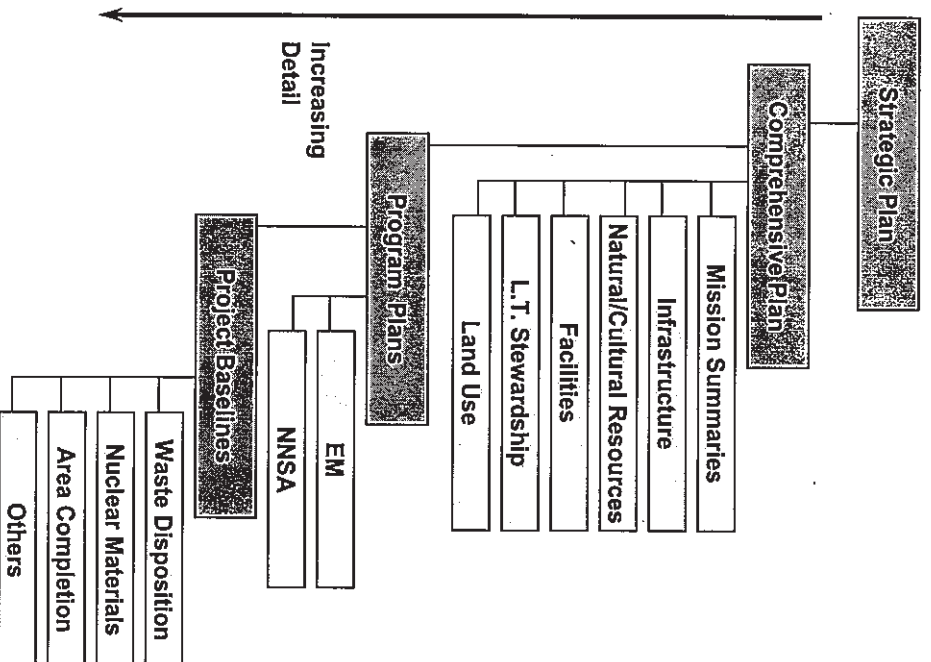 Strategic Plan
Comprehensive Plan
Mission Summaries
Infrastructure
Natural/Cultural Resources
Facilities
L.T. Stewardship
Land Use
Increasing
Detail
Program Plans
EM
NNSA
Project Baselines
Waste Disposition
Nuclear Materials
Area Completion
Others